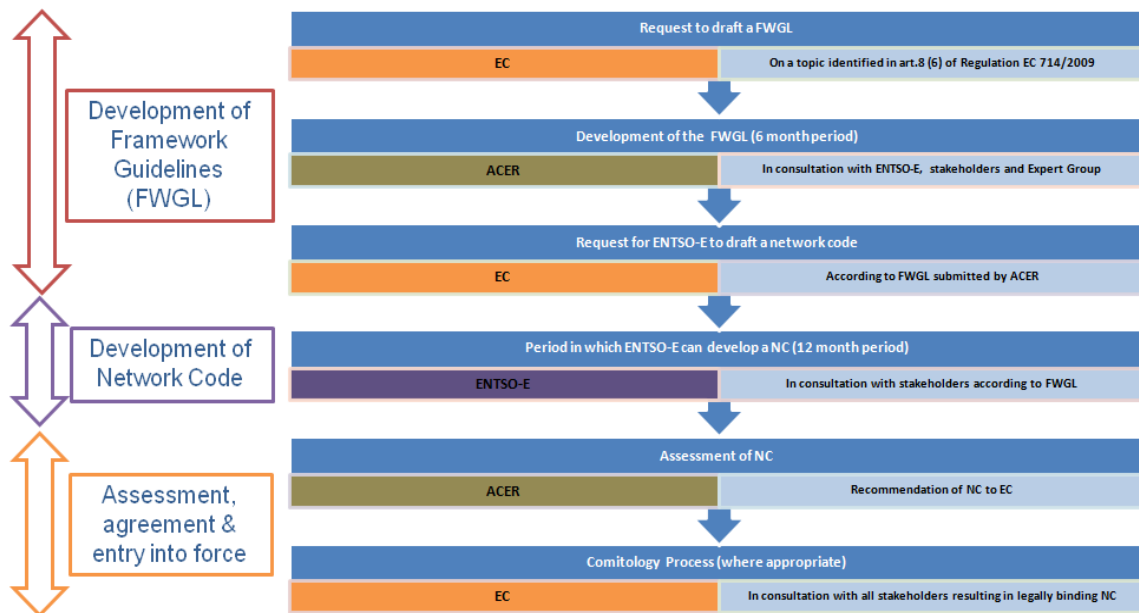 Development of
Framework
Guidelines
(FWGL)
Request to draft a FWGL
EC
On a topic identified in art.8 (6) of Regulation EC 714/2009
Development of the FWGL (6 month period)
ACER
In consultation with ENTSO-E, stakeholders and Expert Group
Request for ENTSO-E to draft a network code
EC
According to FWGL submitted by ACER
Development of
Network Code
Period in which ENTSO-E can develop a NC (12 month period)
ENTSO-E
In consultation with stakeholders according to FWGL
Assessment,
agreement &
entry into force
Assessment of NC
ACER
Recommendation of NC to EC
Comitology Process (where appropriate)
EC
In consultation with all stakeholders resulting in legally binding NC